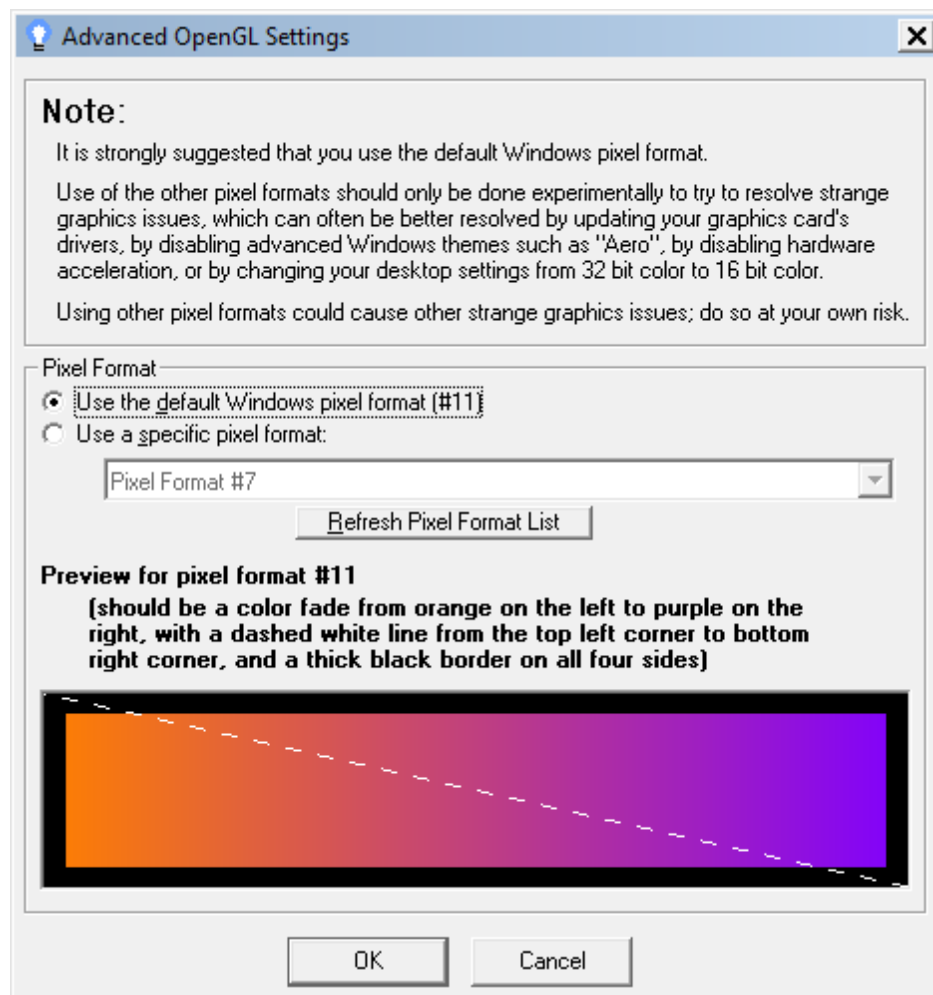 Advanced OpenGL Settings
Note:
It is strongly suggested that you use the default Windows pixel format.
Use of the other pixel formats should only be done experimentally to try to resolve strange
graphics issues, which can often be better resolved by updating your graphics card's
drivers, by disabling advanced Windows themes such as "Aero", by disabling hardware
acceleration, or by changing your desktop settings from 32 bit color to 16 bit color.
Using other pixel formats could cause other strange graphics issues; do so at your own risk.
Pixel Format
Use the default Windows pixel format (#11)
Use a specific pixel format:
Pixel Format #7
Refresh Pixel Format List
Preview for pixel format #11
(should be a color fade from orange on the left to purple on the
right, with a dashed white line from the top left corner to bottom
right corner, and a thick black border on all four sides)
OK
Cancel